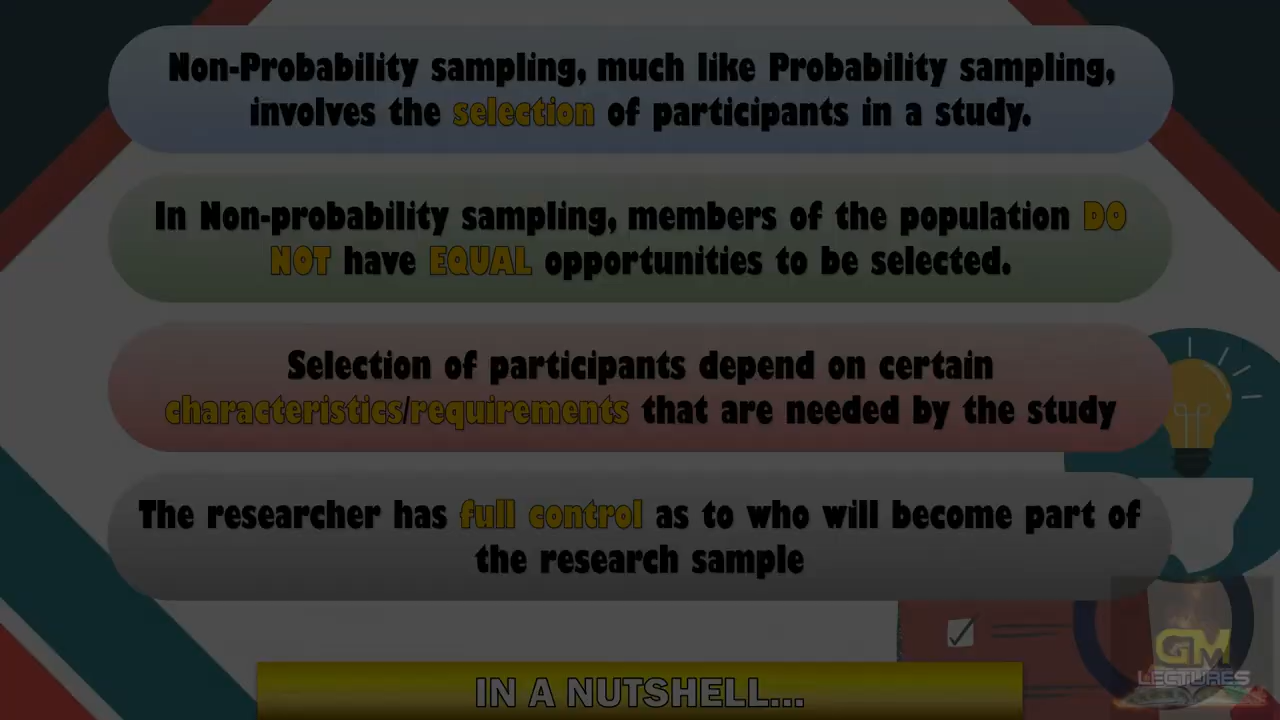 Non-Probability sampling, much like Probability sampling,
involves the selection of participants in a study.
In Non-probability sampling, members of the population DO
NOT have EQUAL opportunities to be selected.
Selection of participants depend on certain
characteristics/requirements that are needed by the study
The researcher has full control as to who will become part of
the research sample
GM
LECTURES
IN A NUTSHELL...